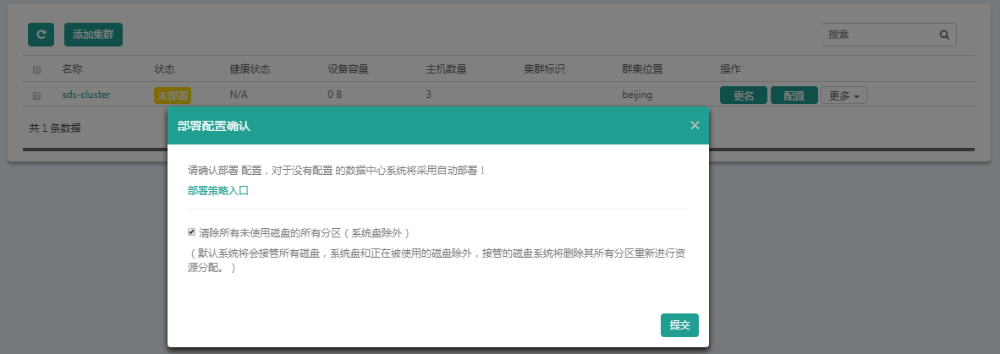 添加集群 搜索
名称 状态 健康状态 设备容量 主机数量 集群标识 群集位置 操作
sds-cluster 未部署 N/A 0 B 3 beijing 更名 配置 更多
共 1 条数据
部署配置确认 ×
请确认部署 配置，对于没有配置 的数据中心系统将采用自动部署！
部署策略入口
清除所有未使用磁盘的所有分区（系统盘除外）
（默认系统将会接管所有磁盘，系统盘和正在被使用的磁盘除外，接管的磁盘系统将删除其所有分区重新进行资
源分配。）
提交